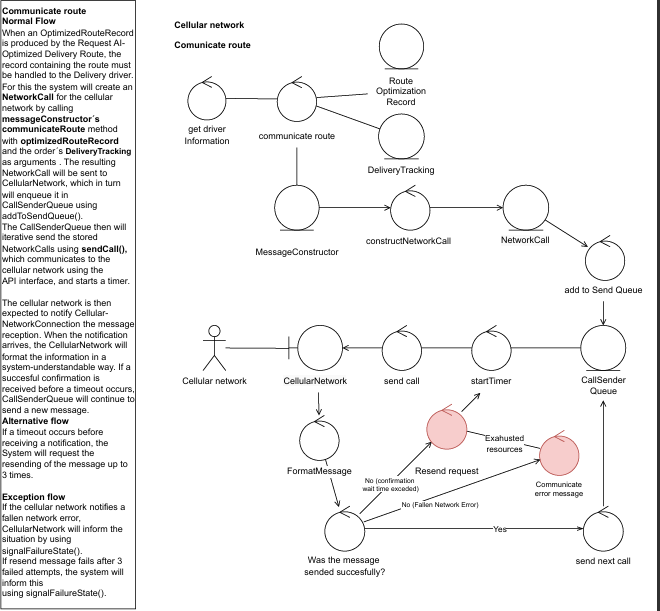 Communicate route
Normal Flow
When an OptimizedRouteRecord
is produced by the Request AI-
Optimized Delivery Route, the
record containing the route must
be handled to the Delivery driver.
For this the system will create an
NetworkCall for the cellular
network by calling
messageConstructor´s
communicateRoute method
with optimizedRouteRecord
and the order´s DeliveryTracking
as arguments . The resulting
NetworkCall will be sent to
CellularNetwork, which in turn
will enqueue it in
CallSenderQueue using
addToSendQueue().
The CallSenderQueue then will
iterative send the stored
NetworkCalls using sendCall(),
which communicates to the
cellular network using the
API interface, and starts a timer.
The cellular network is then
expected to notify Cellular-
NetworkConnection the message
reception. When the notification
arrives, the CellularNetwork will
format the information in a
system-understandable way. If a
succesful confirmation is
received before a timeout occurs,
CallSenderQueue will continue to
send a new message.
Alternative flow
If a timeout occurs before
receiving a notification, the
System will request the
resending of the message up to
3 times.
Exception flow
If the cellular network notifies a
fallen network error,
CellularNetwork will inform the
situation by using
signalFailureState().
If resend message fails after 3
failed attempts, the system will
inform this
using signalFailureState().
Cellular network
Comunicate route
Route
Optimization
Record
get driver
Information
communicate route
DeliveryTracking
MessageConstructor
constructNetworkCall
NetworkCall
add to Send Queue
Cellular network
CellularNetwork
send call
startTimer
CallSender
Queue
FormatMessage
Resend request
Exahusted
resources
Communicate
error message
No (confirmation
wait time exceded)
No (Fallen Network Error)
Yes
Was the message
sended succesfully?
send next call